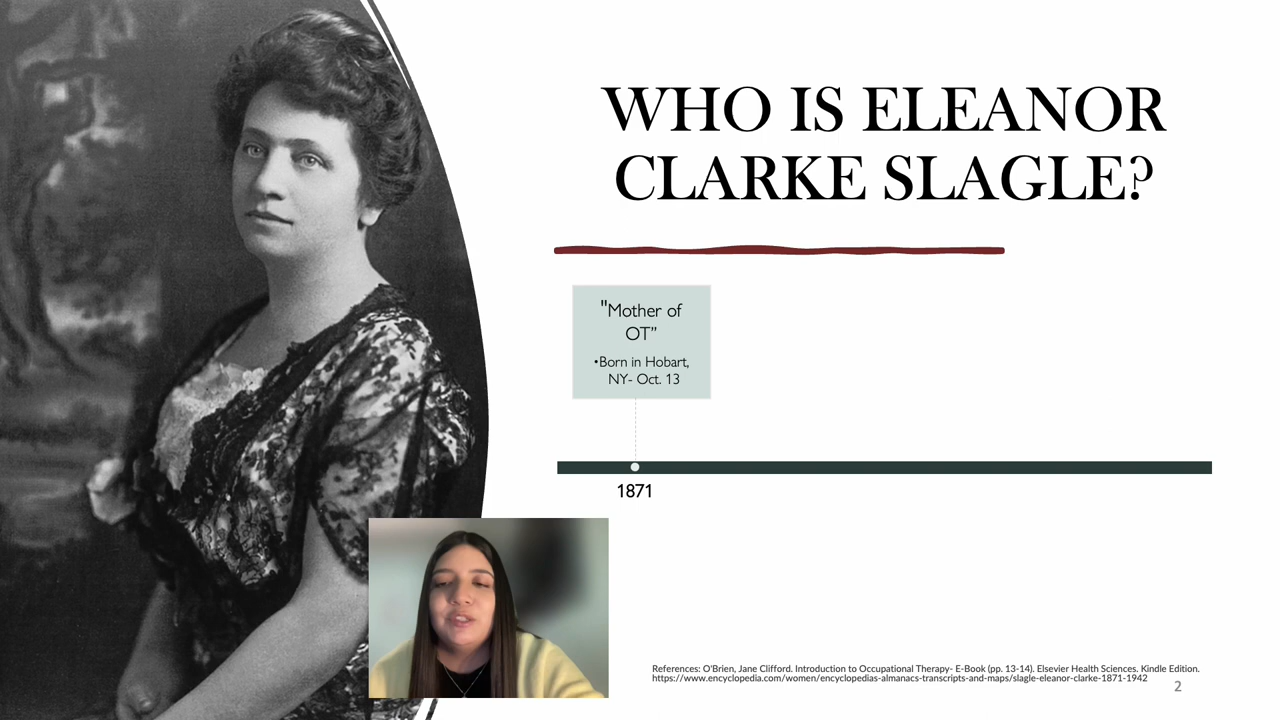 WHO IS ELEANOR
CLARKE SLAGLE?
"Mother of
OT”
•Born in Hobart,
NY- Oct. 13
1871
References: O'Brien, Jane Clifford. Introduction to Occupational Therapy- E-Book (pp. 13-14). Elsevier Health Sciences. Kindle Edition.
https://www.encyclopedia.com/women/encyclopedias-almanacs-transcripts-and-maps/slagle-eleanor-clarke-1871-1942
2